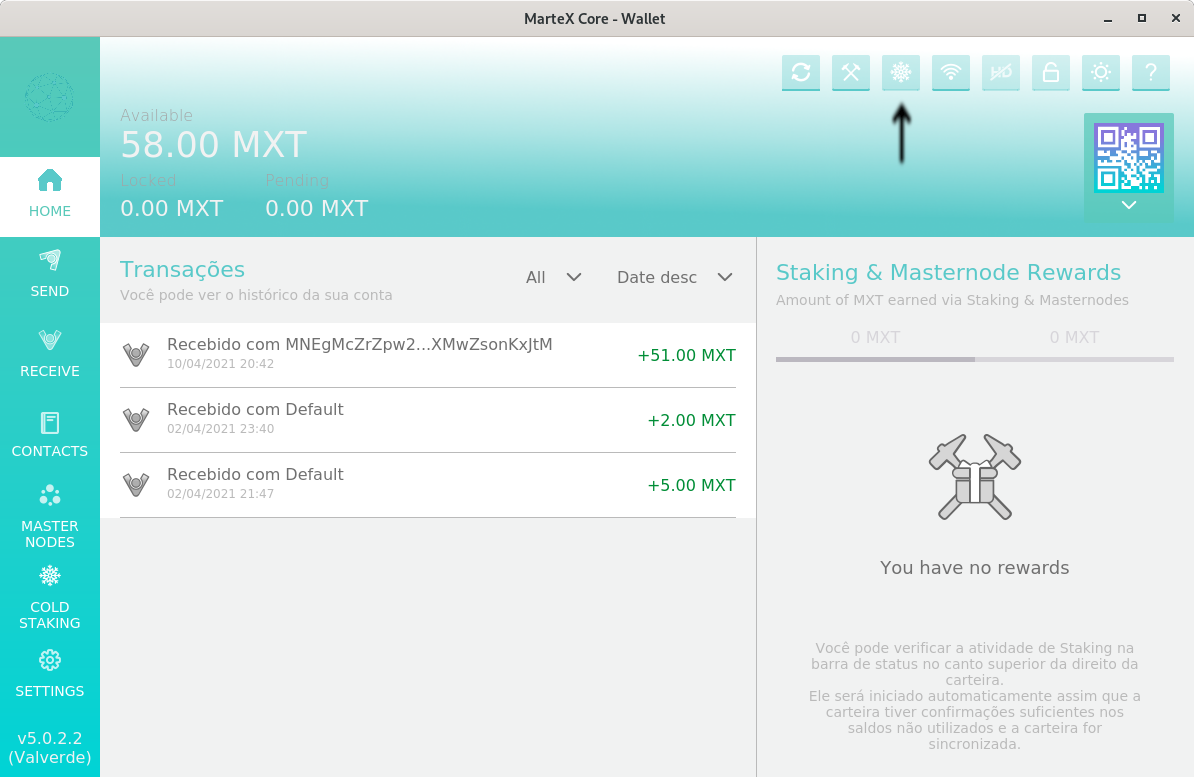 MarteX Core - Wallet
HD
?
Available
58.00 MXT
Locked
Pending
0.00 MXT
0.00 MXT
HOME
SEND
RECEIVE
CONTACTS
MASTER
NODES
COLD
STAKING
SETTINGS
v5.0.2.2
(Valverde)
Transações
Você pode ver o histórico da sua conta
All
Date desc
Recebido com MNEgMcZrZpw2...XMwZsonKxJtM
10/04/2021 20:42
+51.00 MXT
Recebido com Default
02/04/2021 23:40
+2.00 MXT
Recebido com Default
02/04/2021 21:47
+5.00 MXT
Staking & Masternode Rewards
Amount of MXT earned via Staking & Masternodes
0 MXT
0 MXT
You have no rewards
Você pode verificar a atividade de Staking na
barra de status no canto superior da direito da
carteira.
Ele será iniciado automaticamente assim que a
carteira tiver confirmações suficientes nos
saldos não utilizados e a carteira for
sincronizada.